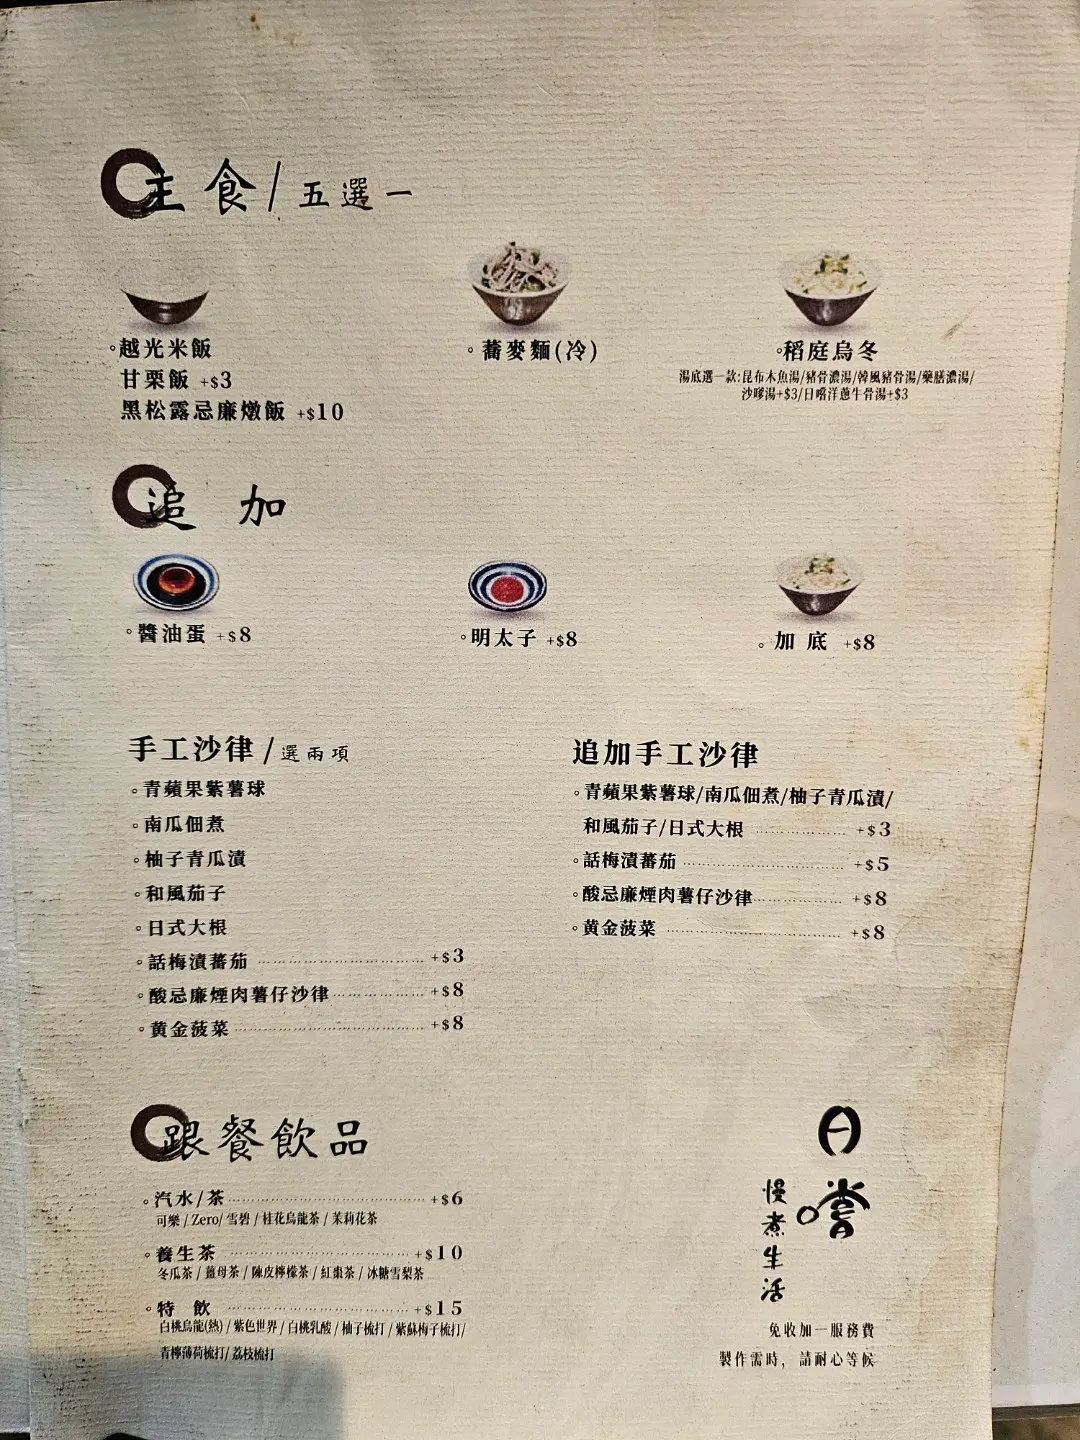 主食/五選一
◦越光米飯
甘栗飯 +$3
黑松露忌廉燉飯 +$10
◦蕎麥麵(冷)
◦稻庭烏冬
湯底選一款:昆布木魚湯/豬骨濃湯/韓風豬骨湯/藥膳濃湯/
沙嗲湯+$3/日嚐洋蔥牛骨湯+$3
追加
◦醬油蛋 +$8
◦明太子 +$8
◦加底 +$8
手工沙律/選兩項
◦青蘋果紫薯球
◦南瓜佃煮
◦柚子青瓜漬
◦和風茄子
◦日式大根
◦話梅漬蕃茄 +$3
◦酸忌廉煙肉薯仔沙律 +$8
◦黃金菠菜 +$8
追加手工沙律
◦青蘋果紫薯球/南瓜佃煮/柚子青瓜漬/
和風茄子/日式大根 +$3
◦話梅漬蕃茄 +$5
◦酸忌廉煙肉薯仔沙律 +$8
◦黃金菠菜 +$8
跟餐飲品
◦汽水/茶 +$6
可樂/Zero/雪碧/桂花烏龍茶/茉莉花茶
◦養生茶 +$10
冬瓜茶/薑母茶/陳皮檸檬茶/紅棗茶/冰糖雪梨茶
◦特飲 +$15
白桃烏龍(熱)/紫色世界/白桃乳酸/柚子梳打/紫蘇梅子梳打/
青檸薄荷梳打/荔枝梳打
日嚐
慢煮生活
免收加一服務費
製作需時，請耐心等候